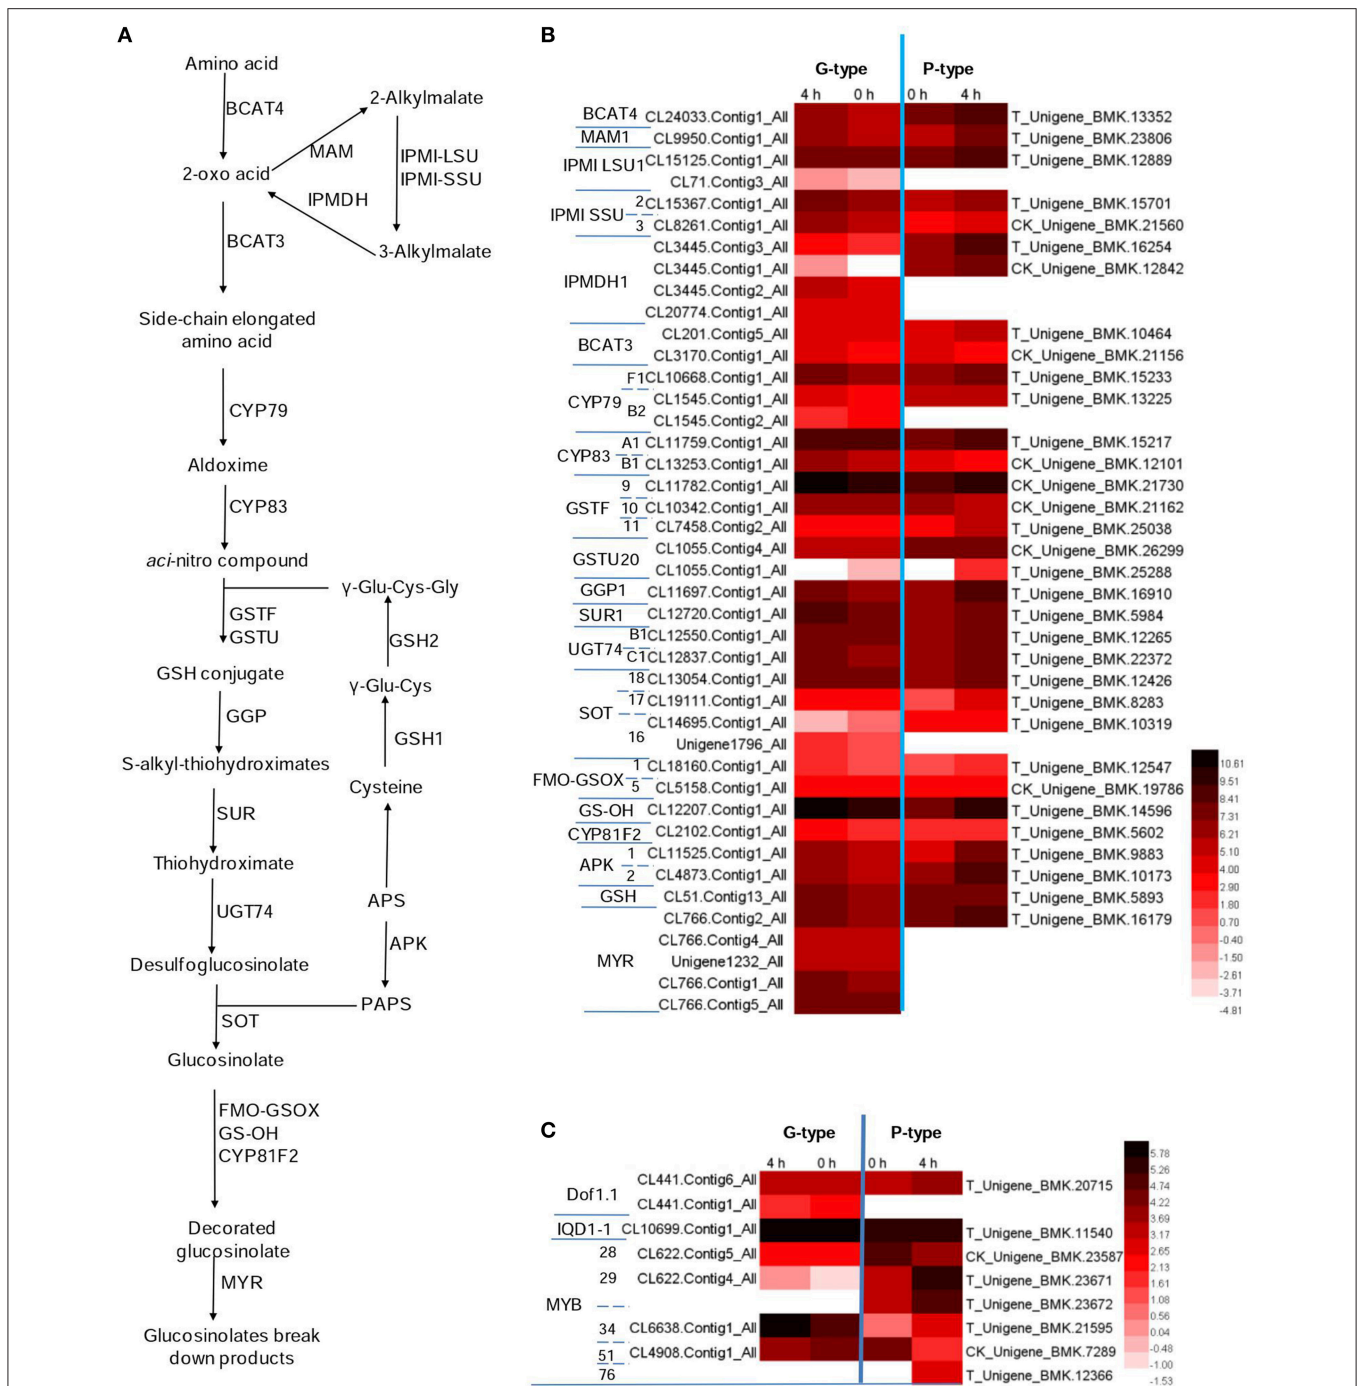 A
Amino acid
BCAT4
2-Alkylmalate
MAM
IPMI-LSU
IPMI-SSU
2-oxo acid
IPMDH
BCAT3
3-Alkylmalate
Side-chain elongated
amino acid
CYP79
Aldoxime
CYP83
aci-nitro compound
γ-Glu-Cys-Gly
GSTF
GSTU
GSH2
GSH conjugate
γ-Glu-Cys
GGP
GSH1
S-alkyl-thiohydroximates
Cysteine
SUR
Thiohydroximate
APS
UGT74
APK
Desulfoglucosinolate
PAPS
SOT
Glucosinolate
FMO-GSOX
GS-OH
CYP81F2
Decorated
glucosinolate
MYR
Glucosinolates break
down products
B
G-type P-type
4 h 0 h 0 h 4 h
BCAT4 CL24033.Contig1_All T_Unigene_BMK.13352
MAM1 CL9950.Contig1_All T_Unigene_BMK.23806
IPMI LSU1 CL15125.Contig1_All T_Unigene_BMK.12889
CL71.Contig3_All
IPMI SSU 2 CL15367.Contig1_All T_Unigene_BMK.15701
3 CL8261.Contig1_All CK_Unigene_BMK.21560
IPMDH1 CL3445.Contig3_All T_Unigene_BMK.16254
CL3445.Contig1_All CK_Unigene_BMK.12842
CL3445.Contig2_All
CL20774.Contig1_All
BCAT3 CL201.Contig5_All T_Unigene_BMK.10464
CL3170.Contig1_All CK_Unigene_BMK.21156
CYP79 F1 CL10668.Contig1_All T_Unigene_BMK.15233
B2 CL1545.Contig1_All T_Unigene_BMK.13225
CL1545.Contig2_All
CYP83 A1 CL11759.Contig1_All T_Unigene_BMK.15217
B1 CL13253.Contig1_All CK_Unigene_BMK.12101
GSTF 9 CL11782.Contig1_All CK_Unigene_BMK.21730
10 CL10342.Contig1_All CK_Unigene_BMK.21162
11 CL7458.Contig2_All T_Unigene_BMK.25038
GSTU20 CL1055.Contig4_All CK_Unigene_BMK.26299
CL1055.Contig1_All T_Unigene_BMK.25288
GGP1 CL11697.Contig1_All T_Unigene_BMK.16910
SUR1 CL12720.Contig1_All T_Unigene_BMK.5984
UGT74 B1 CL12550.Contig1_All T_Unigene_BMK.12265
C1 CL12837.Contig1_All T_Unigene_BMK.22372
SOT 18 CL13054.Contig1_All T_Unigene_BMK.12426
17 CL19111.Contig1_All T_Unigene_BMK.8283
16 CL14695.Contig1_All T_Unigene_BMK.10319
Unigene1796_All
FMO-GSOX 1 CL18160.Contig1_All T_Unigene_BMK.12547
5 CL5158.Contig1_All CK_Unigene_BMK.19786
GS-OH CL12207.Contig1_All T_Unigene_BMK.14596
CYP81F2 CL2102.Contig1_All T_Unigene_BMK.5602
APK 1 CL11525.Contig1_All T_Unigene_BMK.9883
2 CL4873.Contig1_All T_Unigene_BMK.10173
GSH CL51.Contig13_All T_Unigene_BMK.5893
MYR CL766.Contig2_All T_Unigene_BMK.16179
CL766.Contig4_All
Unigene1232_All
CL766.Contig1_All
CL766.Contig5_All
10.61
9.51
8.41
7.31
6.21
5.10
4.00
2.90
1.80
0.70
-0.40
-1.50
-2.61
-3.71
-4.81
C
G-type P-type
4 h 0 h 0 h 4 h
Dof1.1 CL441.Contig6_All T_Unigene_BMK.20715
CL441.Contig1_All
IQD1-1 CL10699.Contig1_All T_Unigene_BMK.11540
MYB 28 CL622.Contig5_All CK_Unigene_BMK.23587
29 CL622.Contig4_All T_Unigene_BMK.23671
T_Unigene_BMK.23672
34 CL6638.Contig1_All T_Unigene_BMK.21595
51 CL4908.Contig1_All CK_Unigene_BMK.7289
76 T_Unigene_BMK.12366
5.78
5.26
4.74
4.22
3.69
3.17
2.65
2.13
1.61
1.08
0.56
0.04
-0.48
-1.00
-1.53